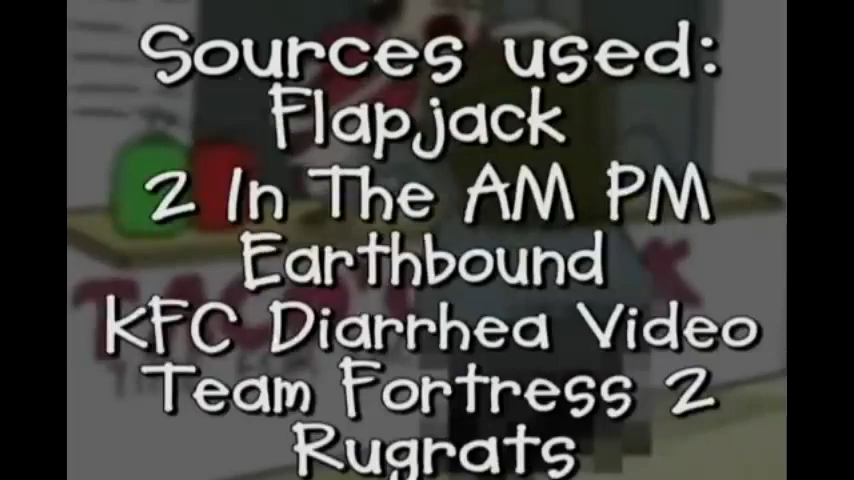 Sources used:
Flapjack
2 In The AM PM
Earthbound
KFC Diarrhea Video
Team Fortress 2
Rugrats